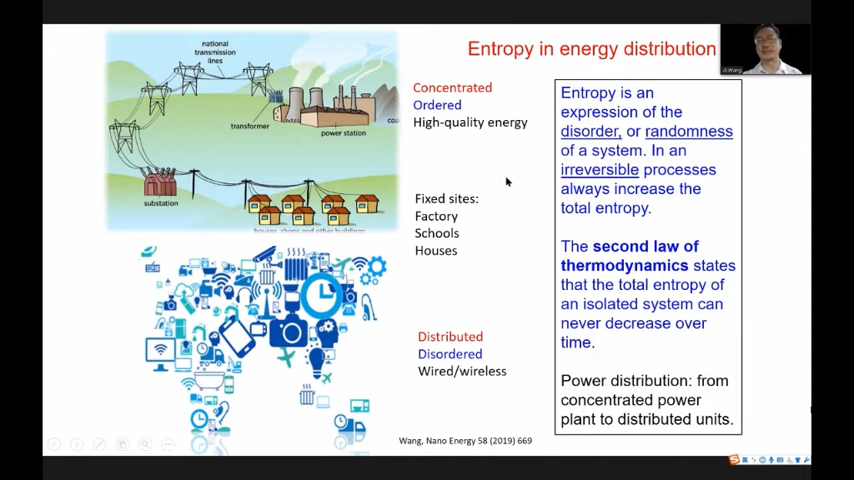 Entropy in energy distribution
national
transmission
lines
transformer
power station
substation
houses, shops and other buildings
Concentrated
Ordered
High-quality energy
Fixed sites:
Factory
Schools
Houses
Distributed
Disordered
Wired/wireless
Entropy is an
expression of the
disorder, or randomness
of a system. In an
irreversible processes
always increase the
total entropy.
The second law of
thermodynamics states
that the total entropy of
an isolated system can
never decrease over
time.
Power distribution: from
concentrated power
plant to distributed units.
Wang, Nano Energy 58 (2019) 669